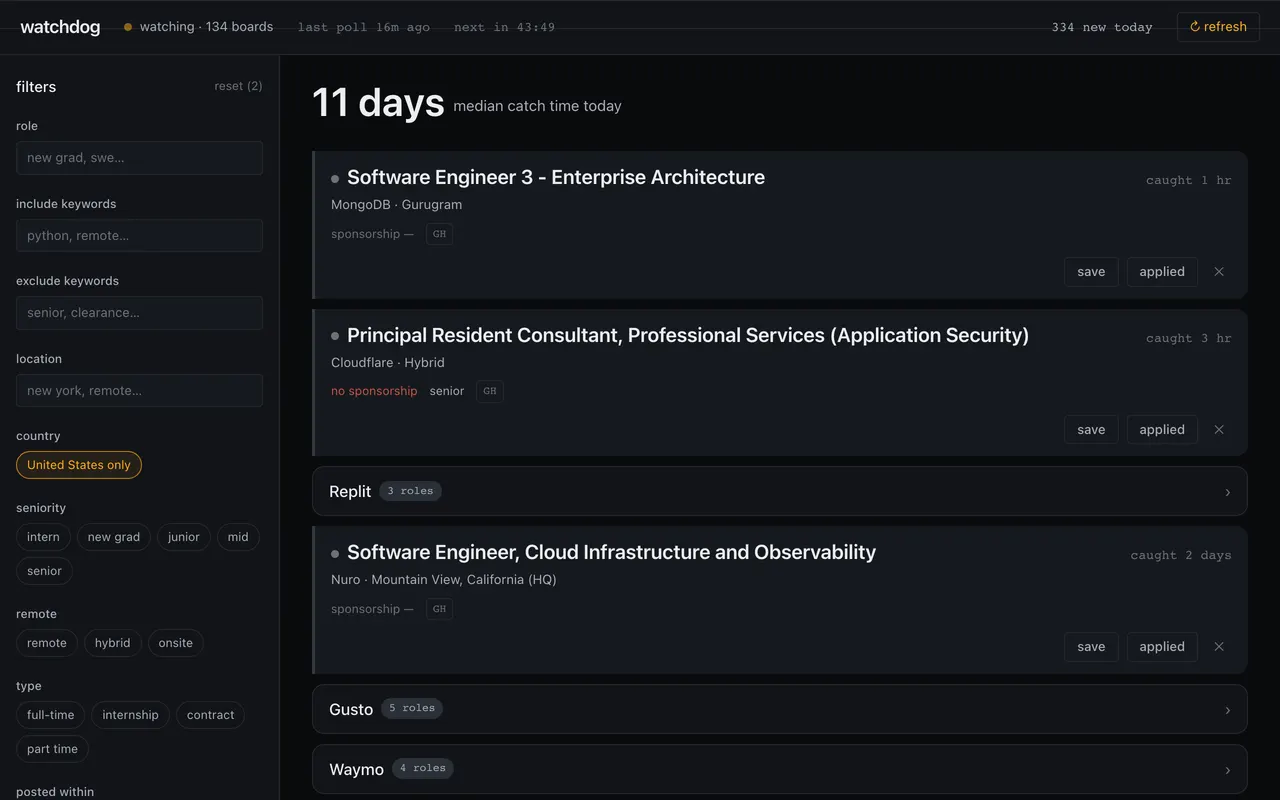 watchdog
watching · 134 boards
last poll 16m ago
next in 43:49
334 new today
refresh
filters
reset (2)
role
new grad, swe...
include keywords
python, remote...
exclude keywords
senior, clearance...
location
new york, remote...
country
United States only
seniority
intern
new grad
junior
mid
senior
remote
remote
hybrid
onsite
type
full-time
internship
contract
part time
posted within
11 days median catch time today
Software Engineer 3 - Enterprise Architecture
caught 1 hr
MongoDB · Gurugram
sponsorship —
GH
save
applied
×
Principal Resident Consultant, Professional Services (Application Security)
caught 3 hr
Cloudflare · Hybrid
no sponsorship
senior
GH
save
applied
×
Replit
3 roles
›
Software Engineer, Cloud Infrastructure and Observability
caught 2 days
Nuro · Mountain View, California (HQ)
sponsorship —
GH
save
applied
×
Gusto
5 roles
›
Waymo
4 roles
›